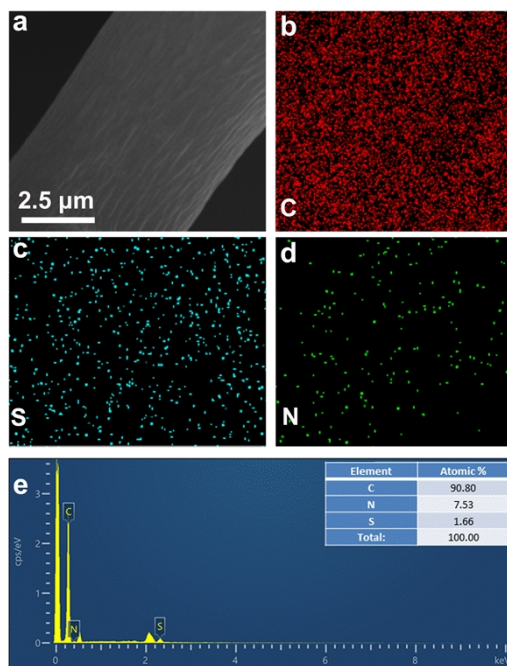 a
b
2.5 µm
C
c
d
S
N
e
Element Atomic %
C 90.80
N 7.53
S 1.66
Total: 100.00
cps/eV
3
2
1
0
C
N
S
0 2 4 6 8 keV